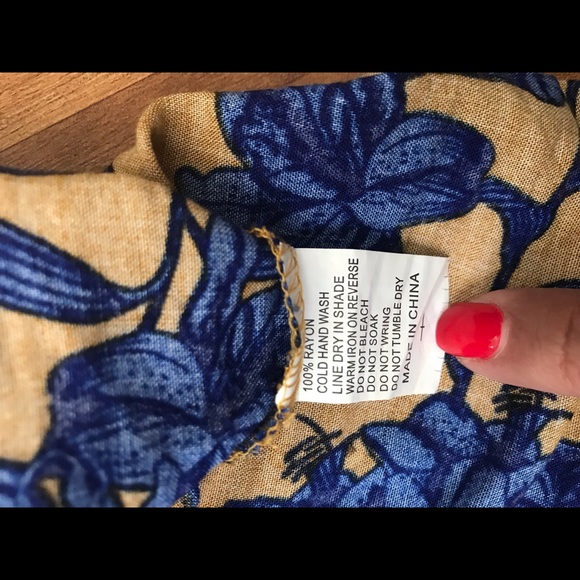 100% RAYON
COLD HAND WASH
LINE DRY IN SHADE
WARM IRON ON REVERSE
DO NOT BLEACH
DO NOT SOAK
DO NOT WRING
DO NOT TUMBLE DRY
MADE IN CHINA